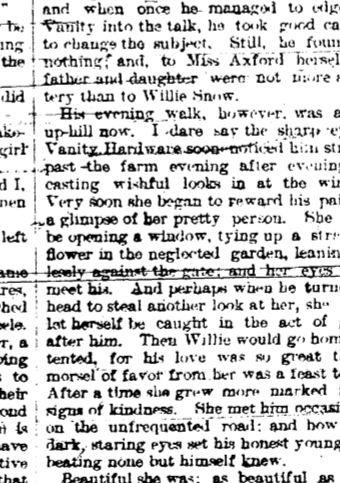 and when once he managed to edge
Vanity into the talk, he took good ca
to change the subject. Still, he foun
nothing; and, to Miss Axford hersel
father and daughter were not more a
tery than to Willie Snow.
His evening walk, however, was a
up-hill now. I dare say the sharp-ey
Vanity Hardware soon noticed him str
past the farm evening after evening
casting wishful looks in at the win
Very soon she began to reward his pai
a glimpse of her pretty person. She
be opening a window, tying up a stra
flower in the neglected garden, leanin
lessly against the gate; and her eyes
meet his. And perhaps when he turn
head to steal another look at her, she
let herself be caught in the act of
after him. Then Willie would go hom
tented, for his love was so great t
morsel of favor from her was a feast t
After a time she grew more marked
signs of kindness. She met him occasi
on the unfrequented road; and how
dark, staring eyes set his honest young
beating none but himself knew.
Beautiful she was; as beautiful as